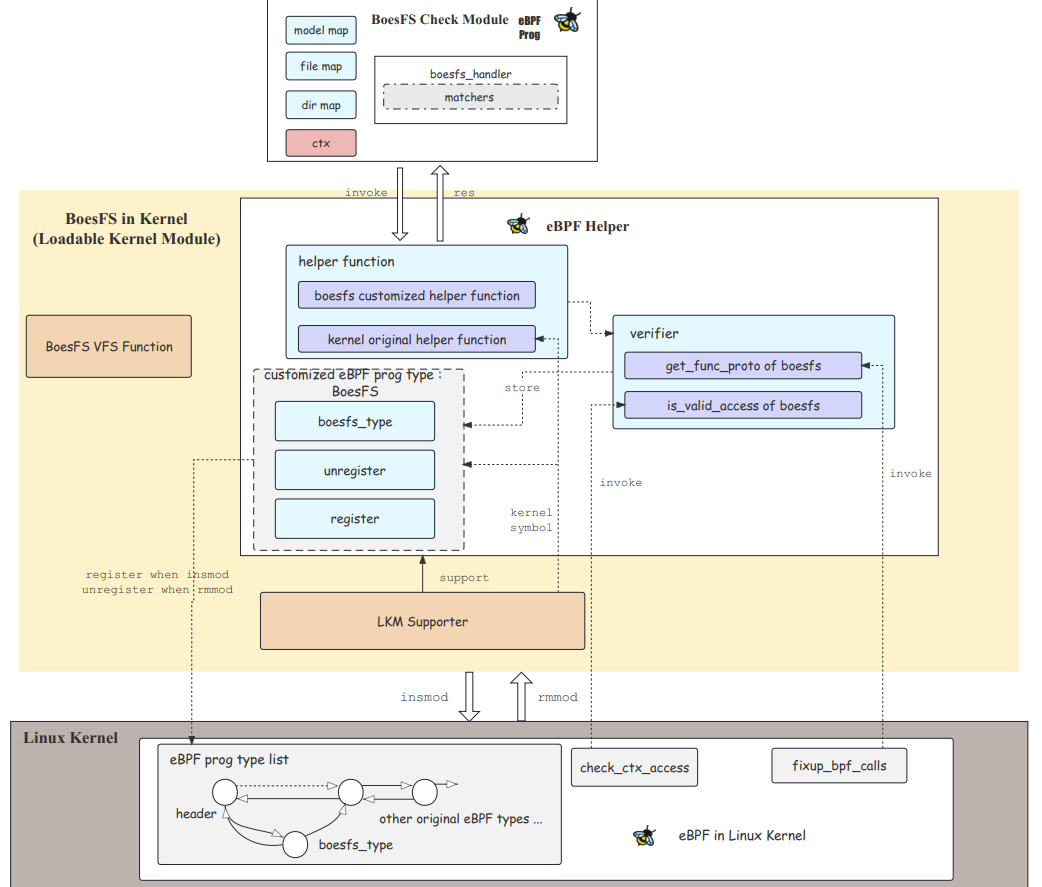 BoesFS Check Module
eBPF
Prog
model map
file map
dir map
ctx
boesfs_handler
matchers
invoke
res
BoesFS in Kernel
(Loadable Kernel Module)
eBPF Helper
helper function
boesfs customized helper function
kernel original helper function
BoesFS VFS Function
verifier
get_func_proto of boesfs
is_valid_access of boesfs
customized eBPF prog type :
BoesFS
store
boesfs_type
unregister
register
invoke
invoke
kernel
symbol
register when insmod
unregister when rmmod
support
LKM Supporter
insmod
rmmod
Linux Kernel
eBPF prog type list
header
other original eBPF types ...
boesfs_type
check_ctx_access
fixup_bpf_calls
eBPF in Linux Kernel